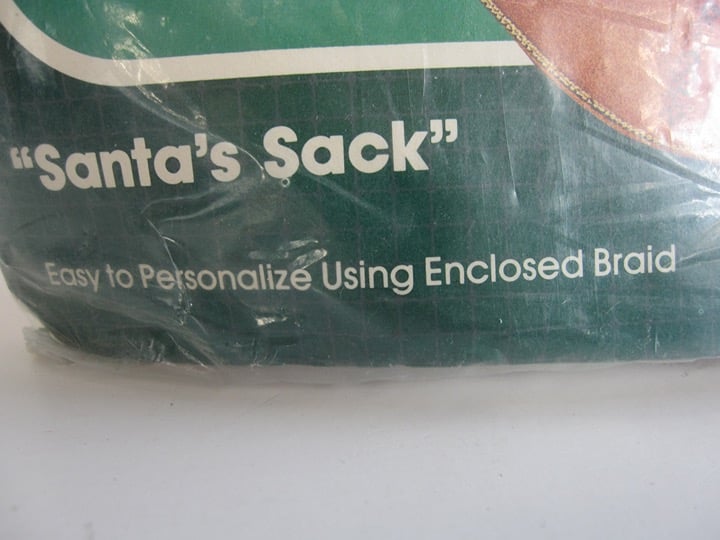 “Santa’s Sack”
Easy to Personalize Using Enclosed Braid